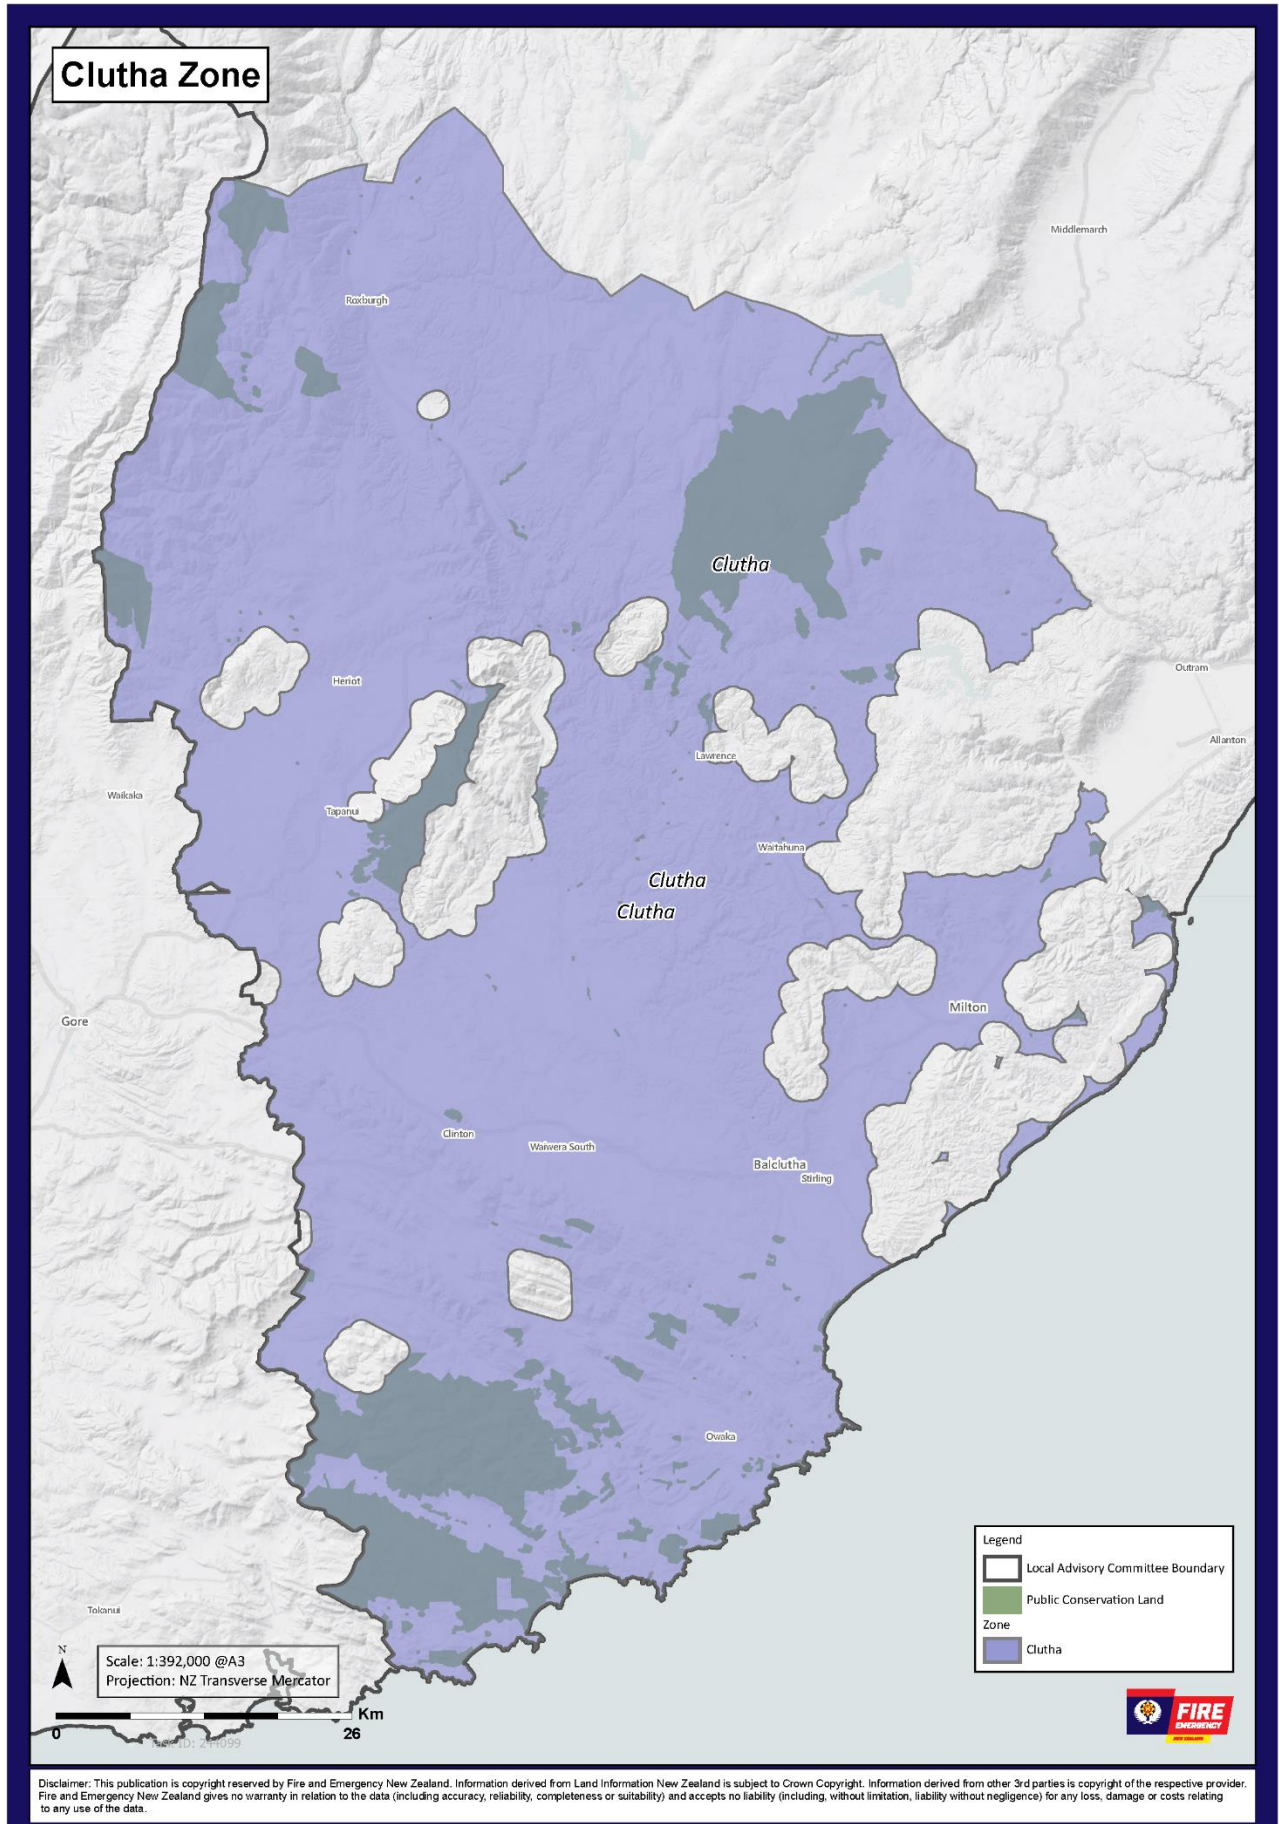 Clutha Zone
Middlemarch
Roxburgh
Clutha
Outram
Heriot
Allanton
Lawrence
Waikaka
Tapanui
Waitahuna
Clutha
Clutha
Milton
Gore
Clinton
Waiwera South
Balclutha
Stirling
Owaka
Tokanui
Legend
Local Advisory Committee Boundary
Public Conservation Land
Zone
Clutha
N
Scale: 1:392,000 @A3
Projection: NZ Transverse Mercator
Km
0 26
Task ID: 244099
FIRE
EMERGENCY
NEW ZEALAND
Disclaimer: This publication is copyright reserved by Fire and Emergency New Zealand. Information derived from Land Information New Zealand is subject to Crown Copyright. Information derived from other 3rd parties is copyright of the respective provider.
Fire and Emergency New Zealand gives no warranty in relation to the data (including accuracy, reliability, completeness or suitability) and accepts no liability (including, without limitation, liability without negligence) for any loss, damage or costs relating
to any use of the data.